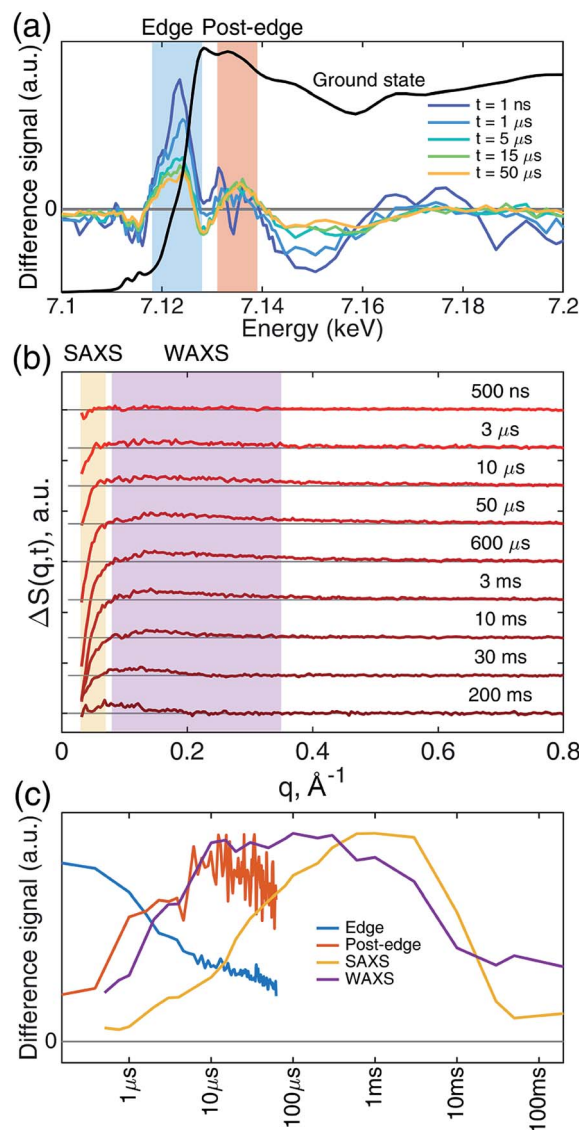 (a)
Edge Post-edge
Difference signal (a.u.)
Ground state
t = 1 ns
t = 1 μs
t = 5 μs
t = 15 μs
t = 50 μs
0
7.1 7.12 7.14 7.16 7.18 7.2
Energy (keV)
(b)
SAXS WAXS
ΔS(q,t), a.u.
500 ns
3 μs
10 μs
50 μs
600 μs
3 ms
10 ms
30 ms
200 ms
0 0.2 0.4 0.6 0.8
q, Å-1
(c)
Difference signal (a.u.)
Edge
Post-edge
SAXS
WAXS
0
1μs 10μs 100μs 1ms 10ms 100ms